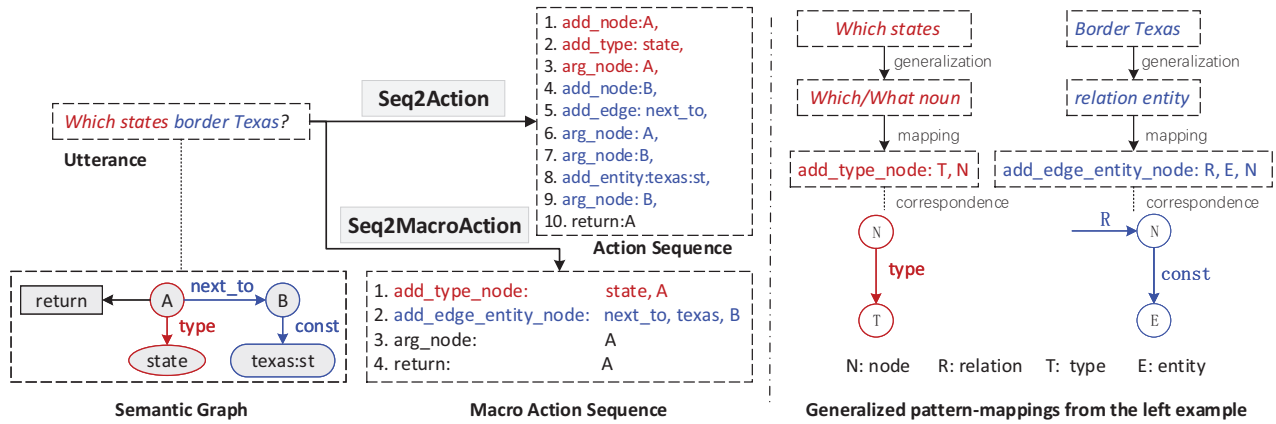 Which states border Texas?
Utterance
Seq2Action
Seq2MacroAction
1. add_node:A,
2. add_type: state,
3. arg_node: A,
4. add_node:B,
5. add_edge: next_to,
6. arg_node: A,
7. arg_node:B,
8. add_entity:texas:st,
9. arg_node: B,
10. return:A
Action Sequence
return
A
next_to
B
type
const
state
texas:st
Semantic Graph
1. add_type_node: state, A
2. add_edge_entity_node: next_to, texas, B
3. arg_node: A
4. return: A
Macro Action Sequence
Which states
generalization
Which/What noun
mapping
add_type_node: T, N
correspondence
N
type
T
Border Texas
generalization
relation entity
mapping
add_edge_entity_node: R, E, N
correspondence
R
N
const
E
N: node R: relation T: type E: entity
Generalized pattern-mappings from the left example